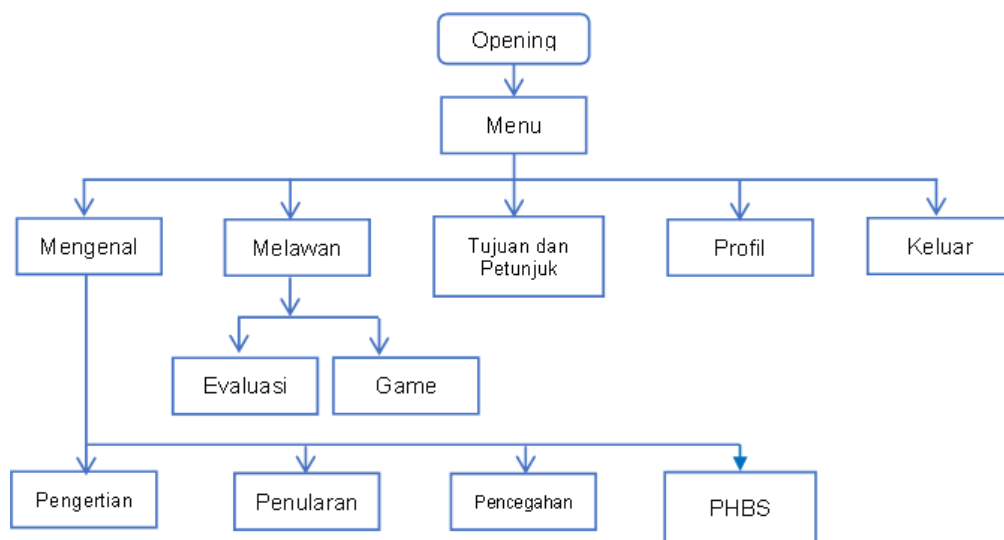 Opening
Menu
Mengenal
Melawan
Tujuan dan
Petunjuk
Profil
Keluar
Evaluasi
Game
Pengertian
Penularan
Pencegahan
PHBS